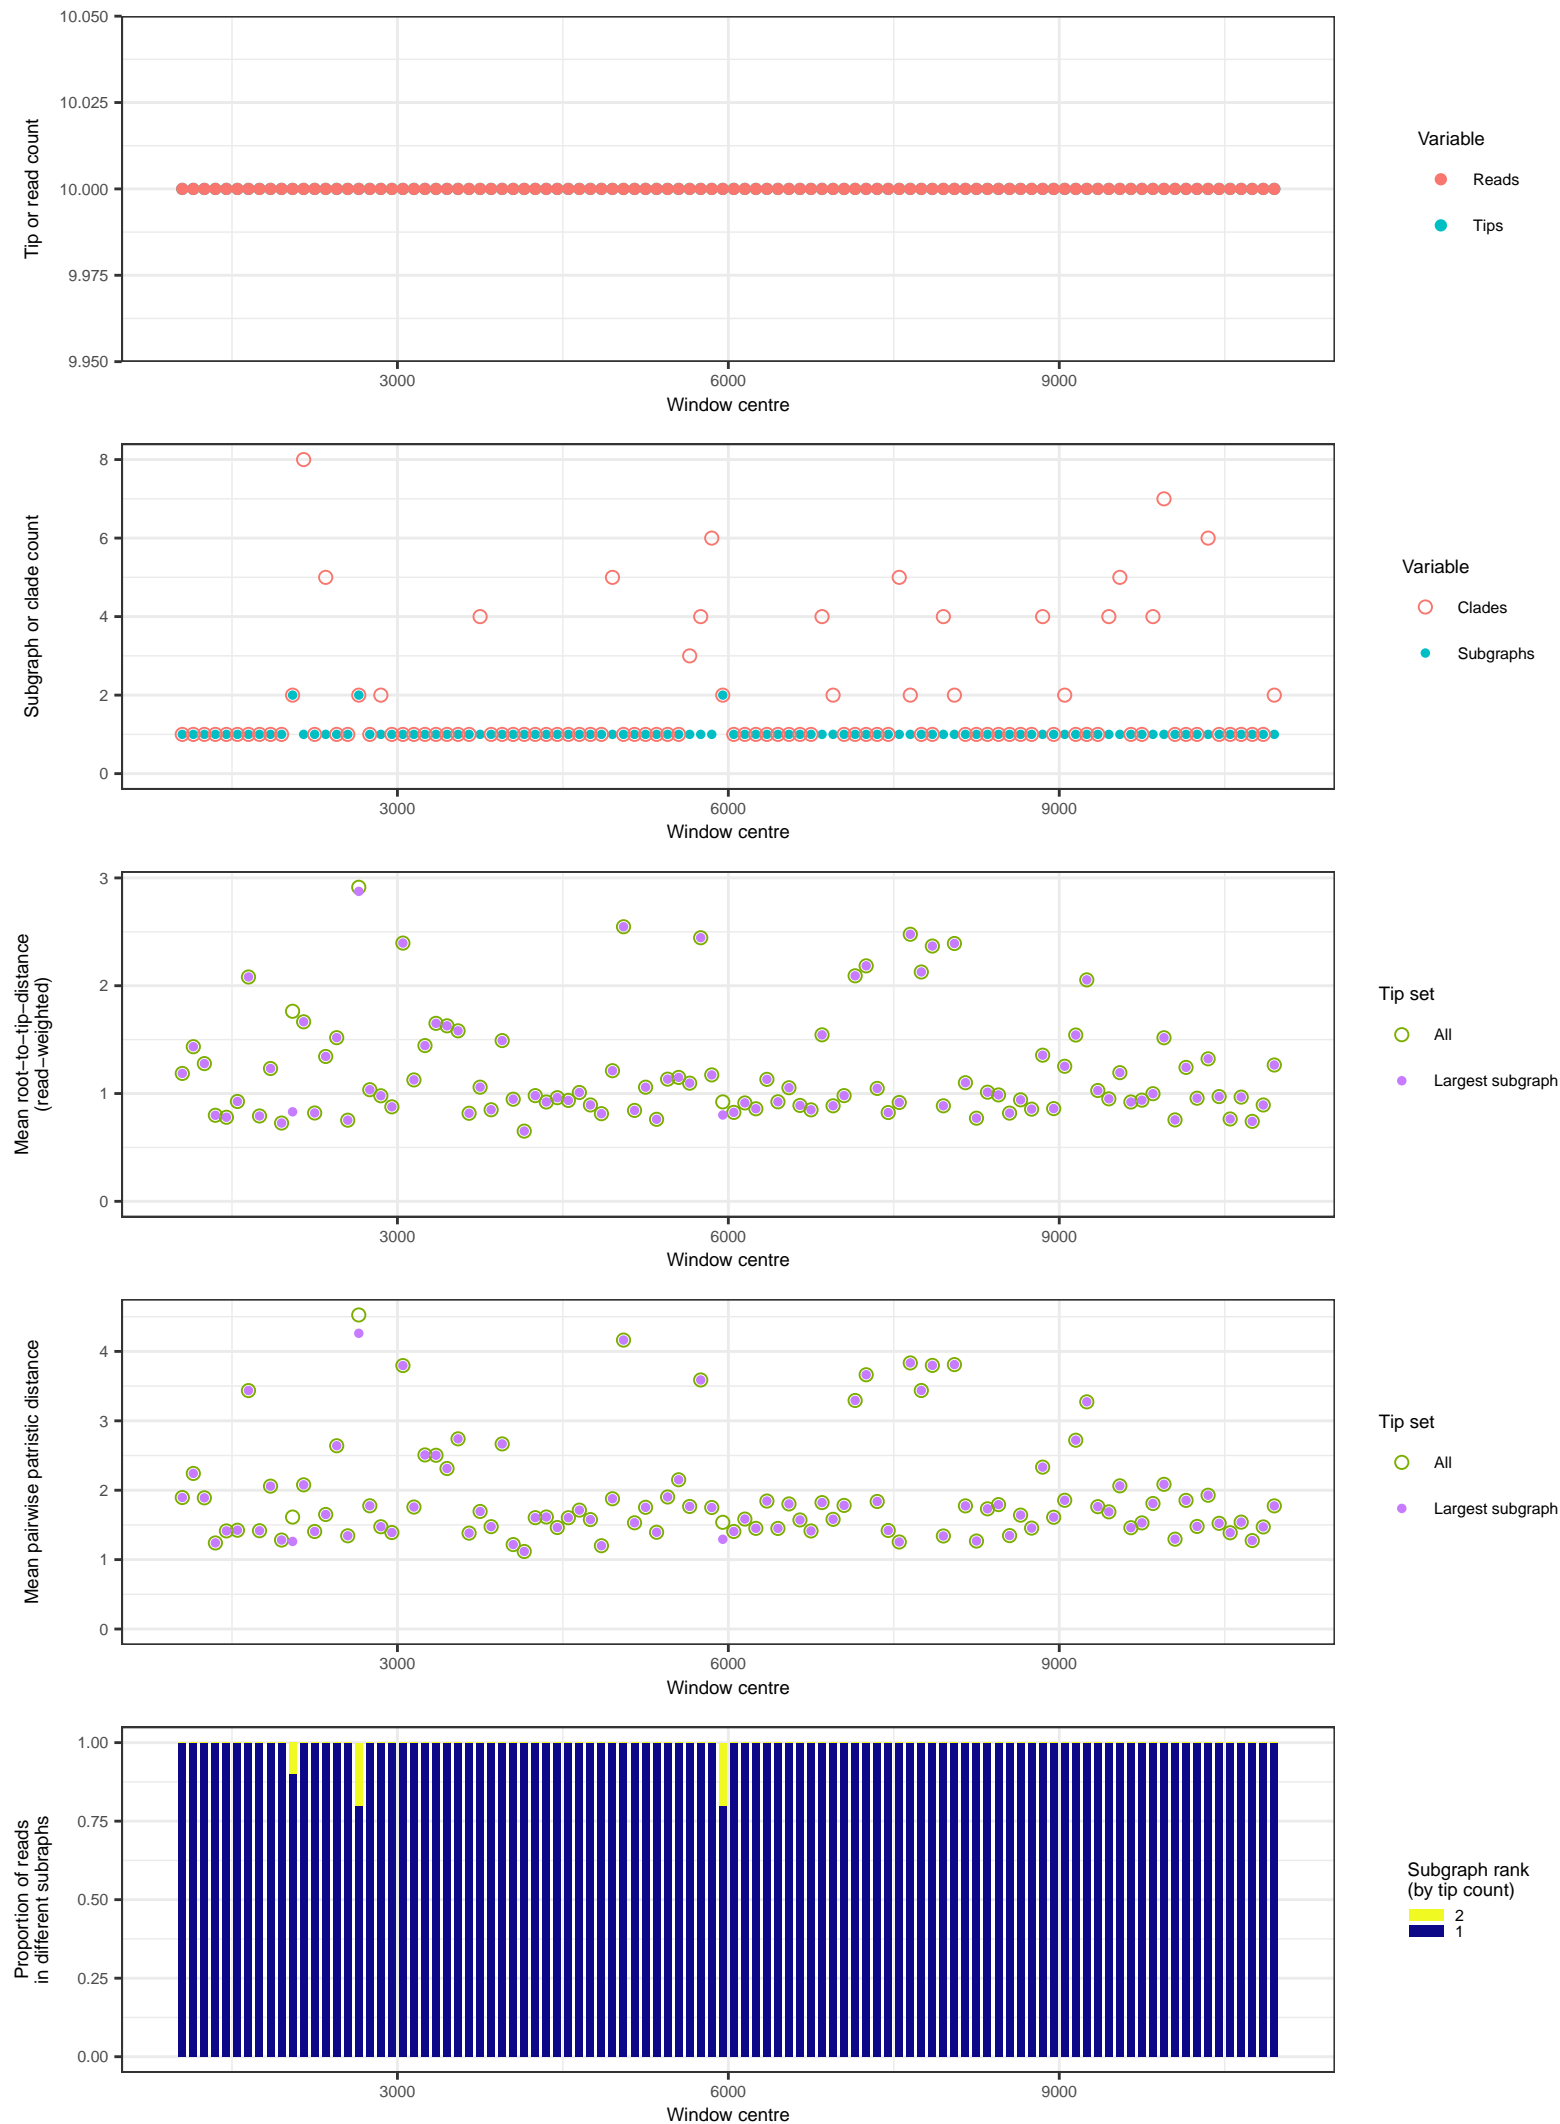 10.050
10.025
10.000
9.975
9.950
Tip or read count
3000 6000 9000
Window centre
Variable
Reads
Tips
8
6
4
2
0
Subgraph or clade count
3000 6000 9000
Window centre
Variable
Clades
Subgraphs
3
2
1
0
Mean root−to−tip−distance
(read−weighted)
3000 6000 9000
Window centre
Tip set
All
Largest subgraph
4
3
2
1
0
Mean pairwise patristic distance
3000 6000 9000
Window centre
Tip set
All
Largest subgraph
1.00
0.75
0.50
0.25
0.00
Proportion of reads
in different subraphs
3000 6000 9000
Window centre
Subgraph rank
(by tip count)
2
1